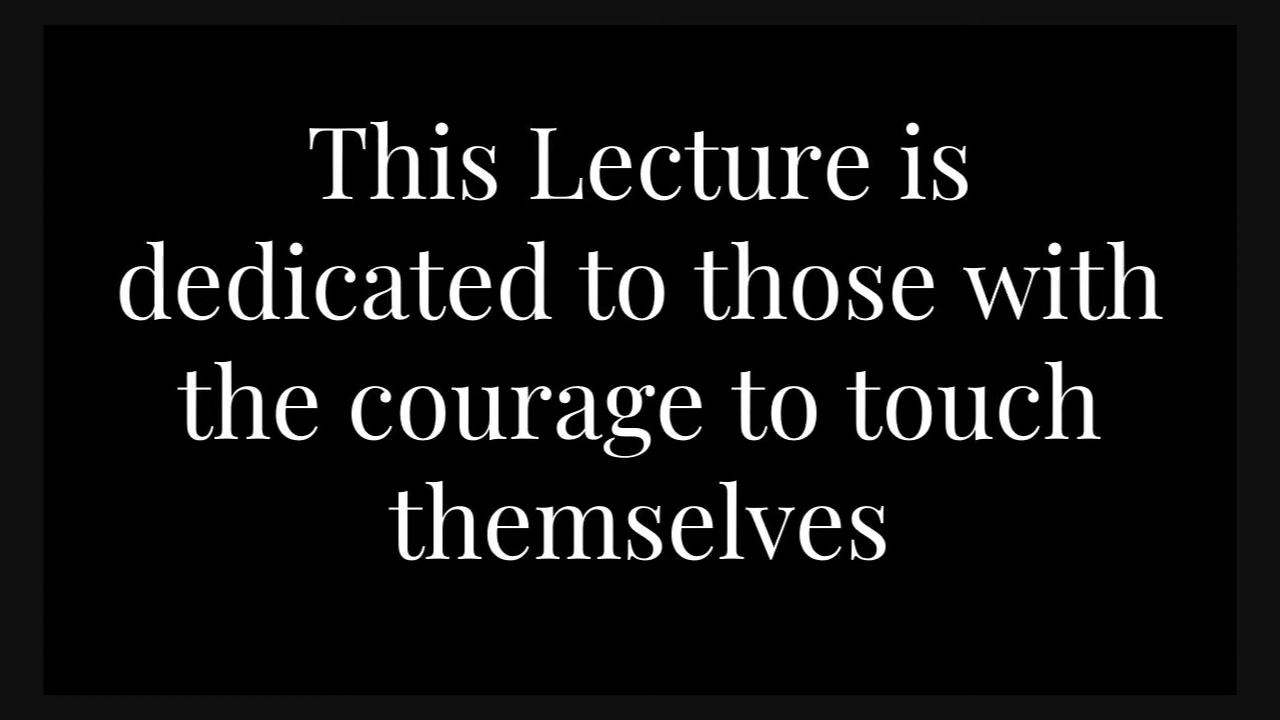 This Lecture is
dedicated to those with
the courage to touch
themselves